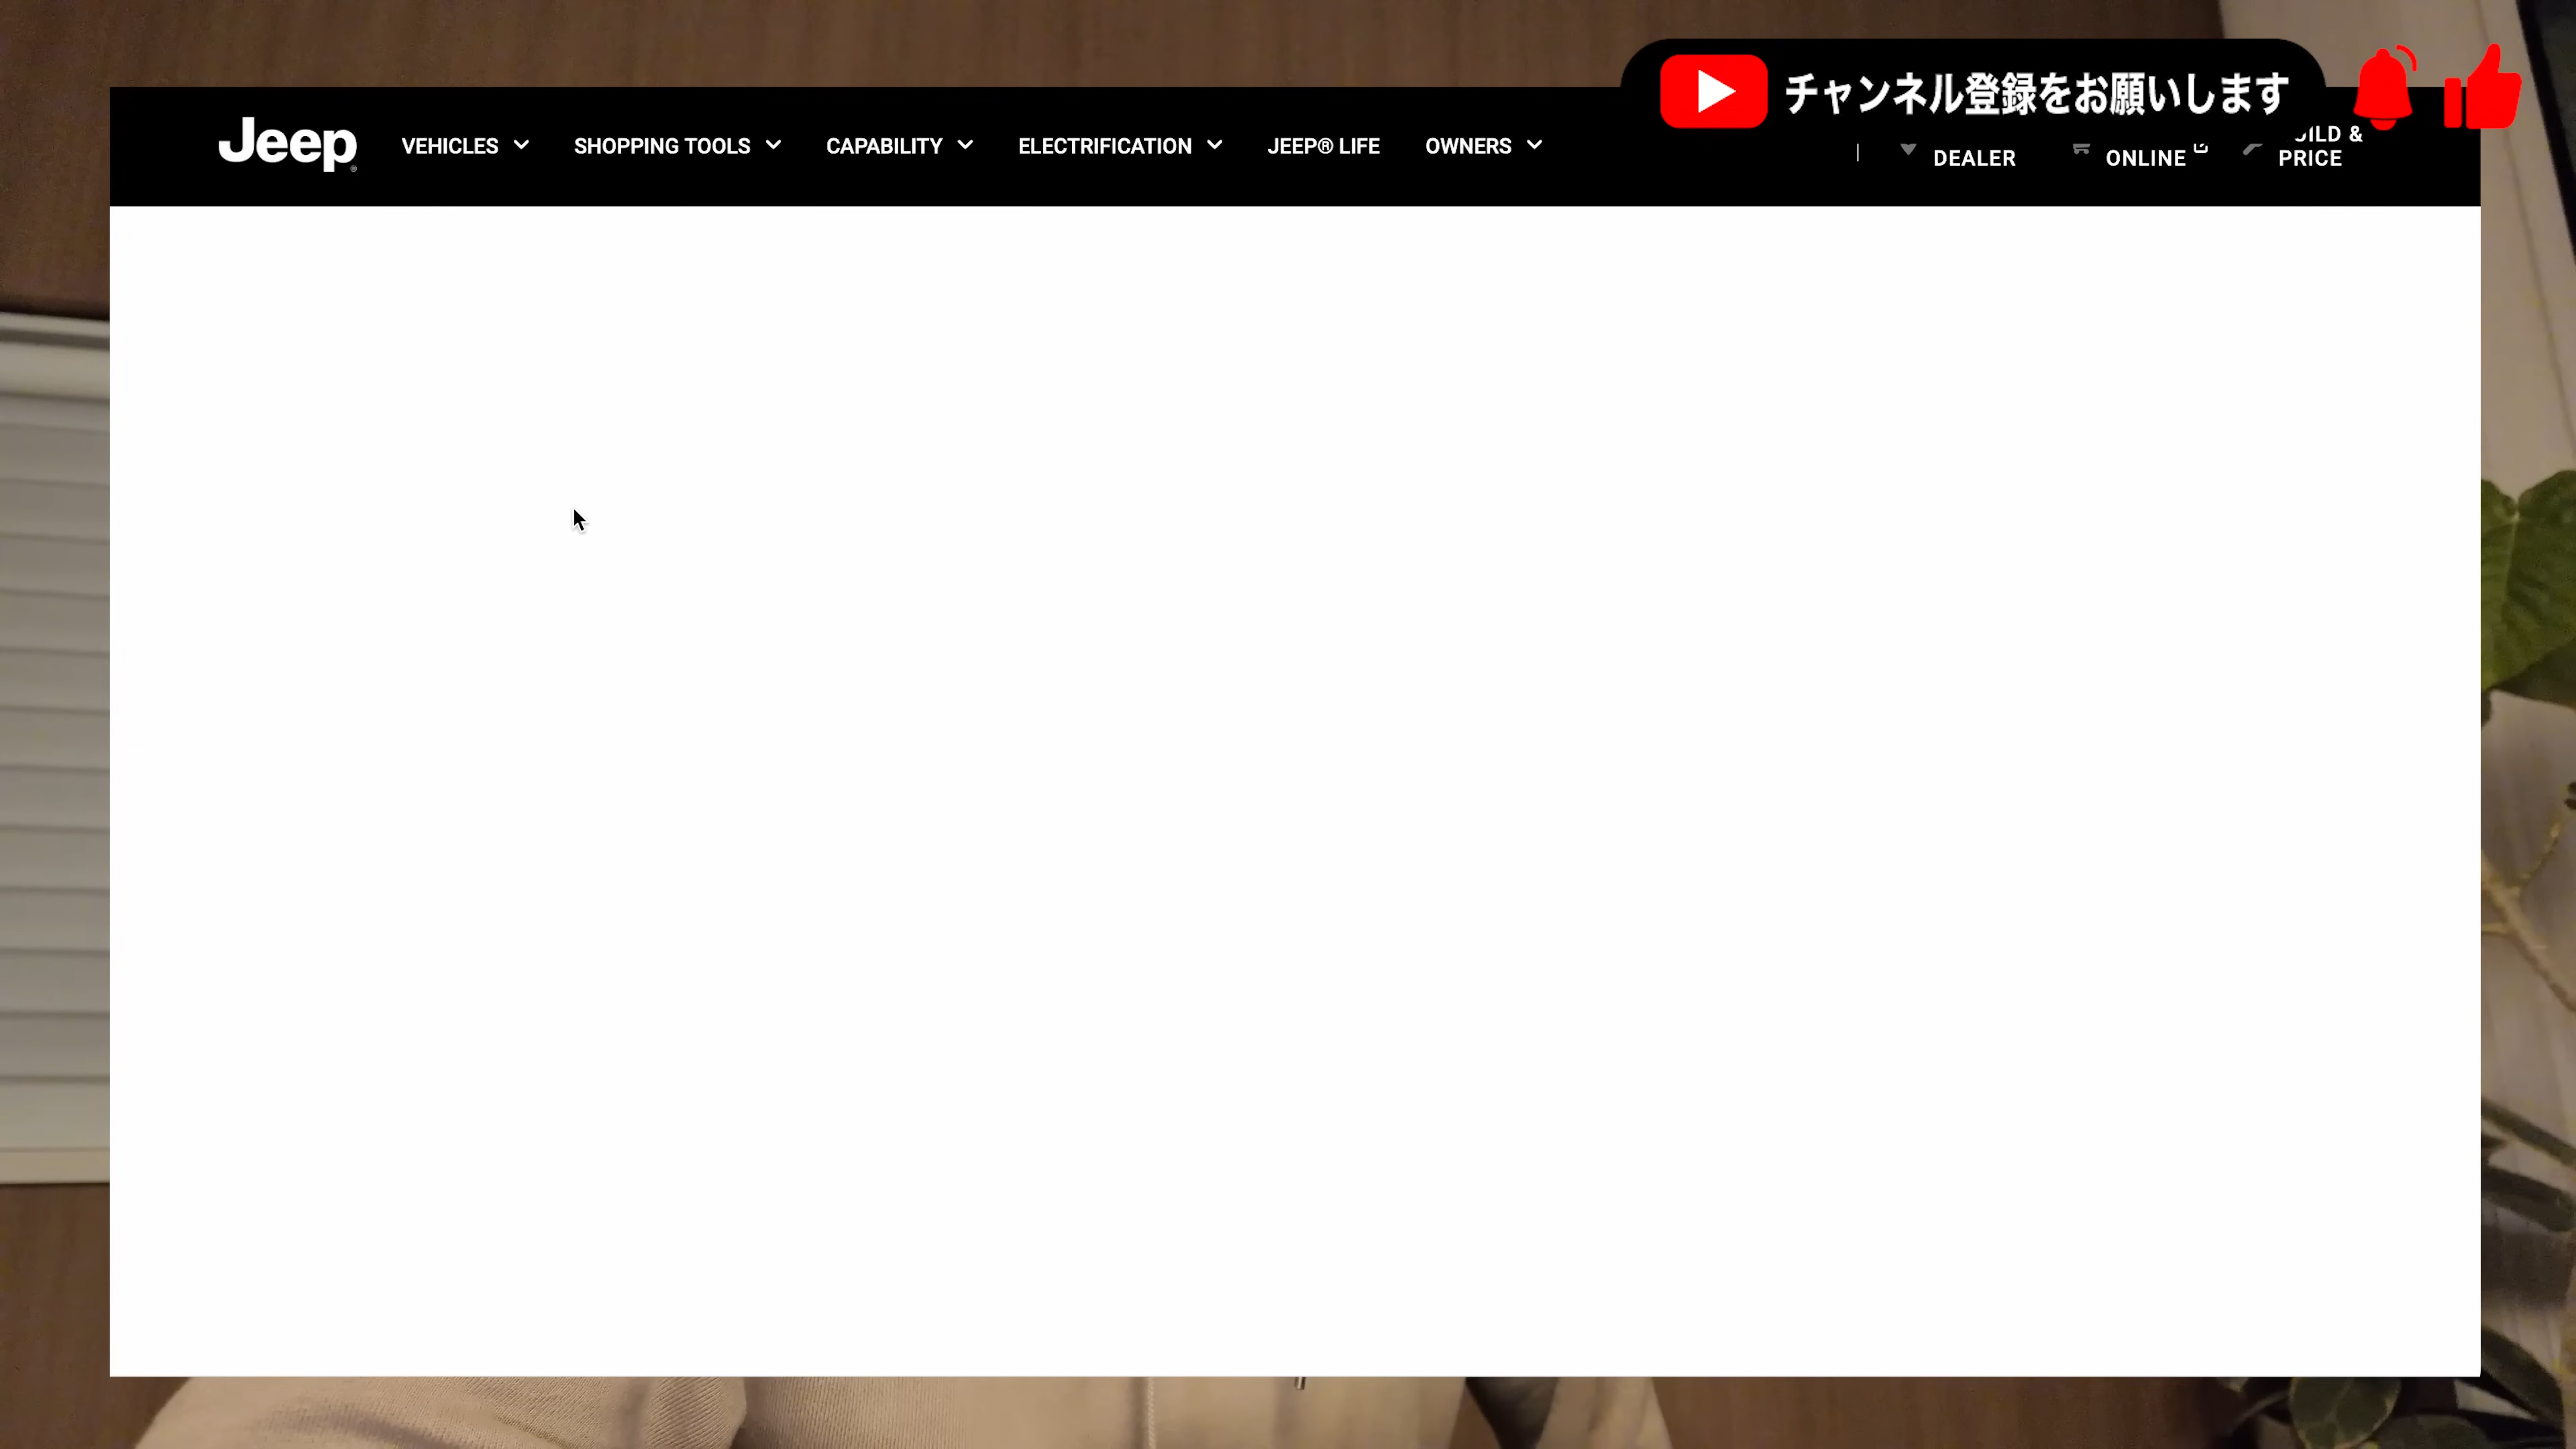 チャンネル登録をお願いします
Jeep
VEHICLES
SHOPPING TOOLS
CAPABILITY
ELECTRIFICATION
JEEP® LIFE
OWNERS
DEALER
ONLINE
&
PRICE